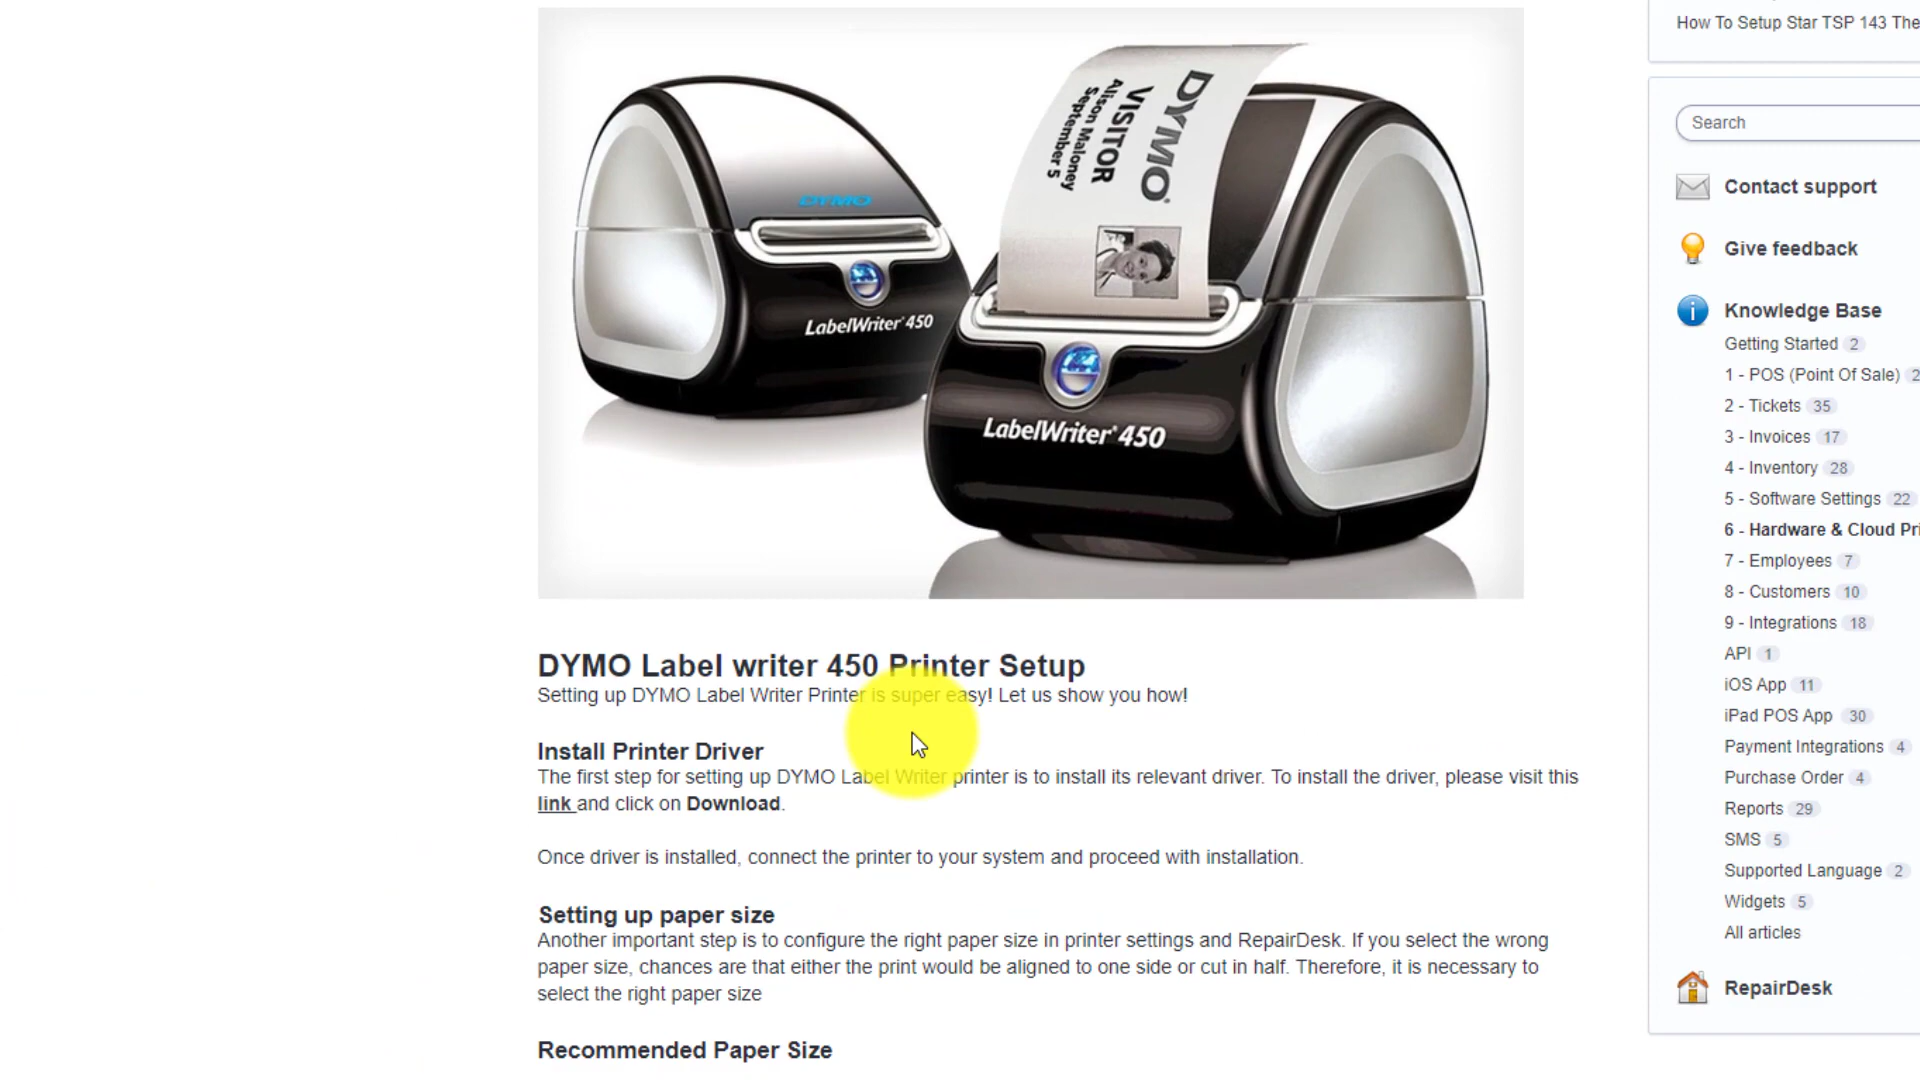 How To Setup Star TSP 143 The
DYMO
VISITOR
Alison Maloney
September 5
DYMO
LabelWriter 450
LabelWriter 450
Search
Contact support
Give feedback
Knowledge Base
Getting Started 2
1 - POS (Point Of Sale) 2
2 - Tickets 35
3 - Invoices 17
4 - Inventory 28
5 - Software Settings 22
6 - Hardware & Cloud Pri
7 - Employees 7
8 - Customers 10
9 - Integrations 18
API 1
iOS App 11
iPad POS App 30
Payment Integrations 4
Purchase Order 4
Reports 29
SMS 5
Supported Language 2
Widgets 5
All articles
RepairDesk
DYMO Label writer 450 Printer Setup
Setting up DYMO Label Writer Printer is super easy! Let us show you how!
Install Printer Driver
The first step for setting up DYMO Label Writer printer is to install its relevant driver. To install the driver, please visit this
link and click on Download.
Once driver is installed, connect the printer to your system and proceed with installation.
Setting up paper size
Another important step is to configure the right paper size in printer settings and RepairDesk. If you select the wrong
paper size, chances are that either the print would be aligned to one side or cut in half. Therefore, it is necessary to
select the right paper size
Recommended Paper Size